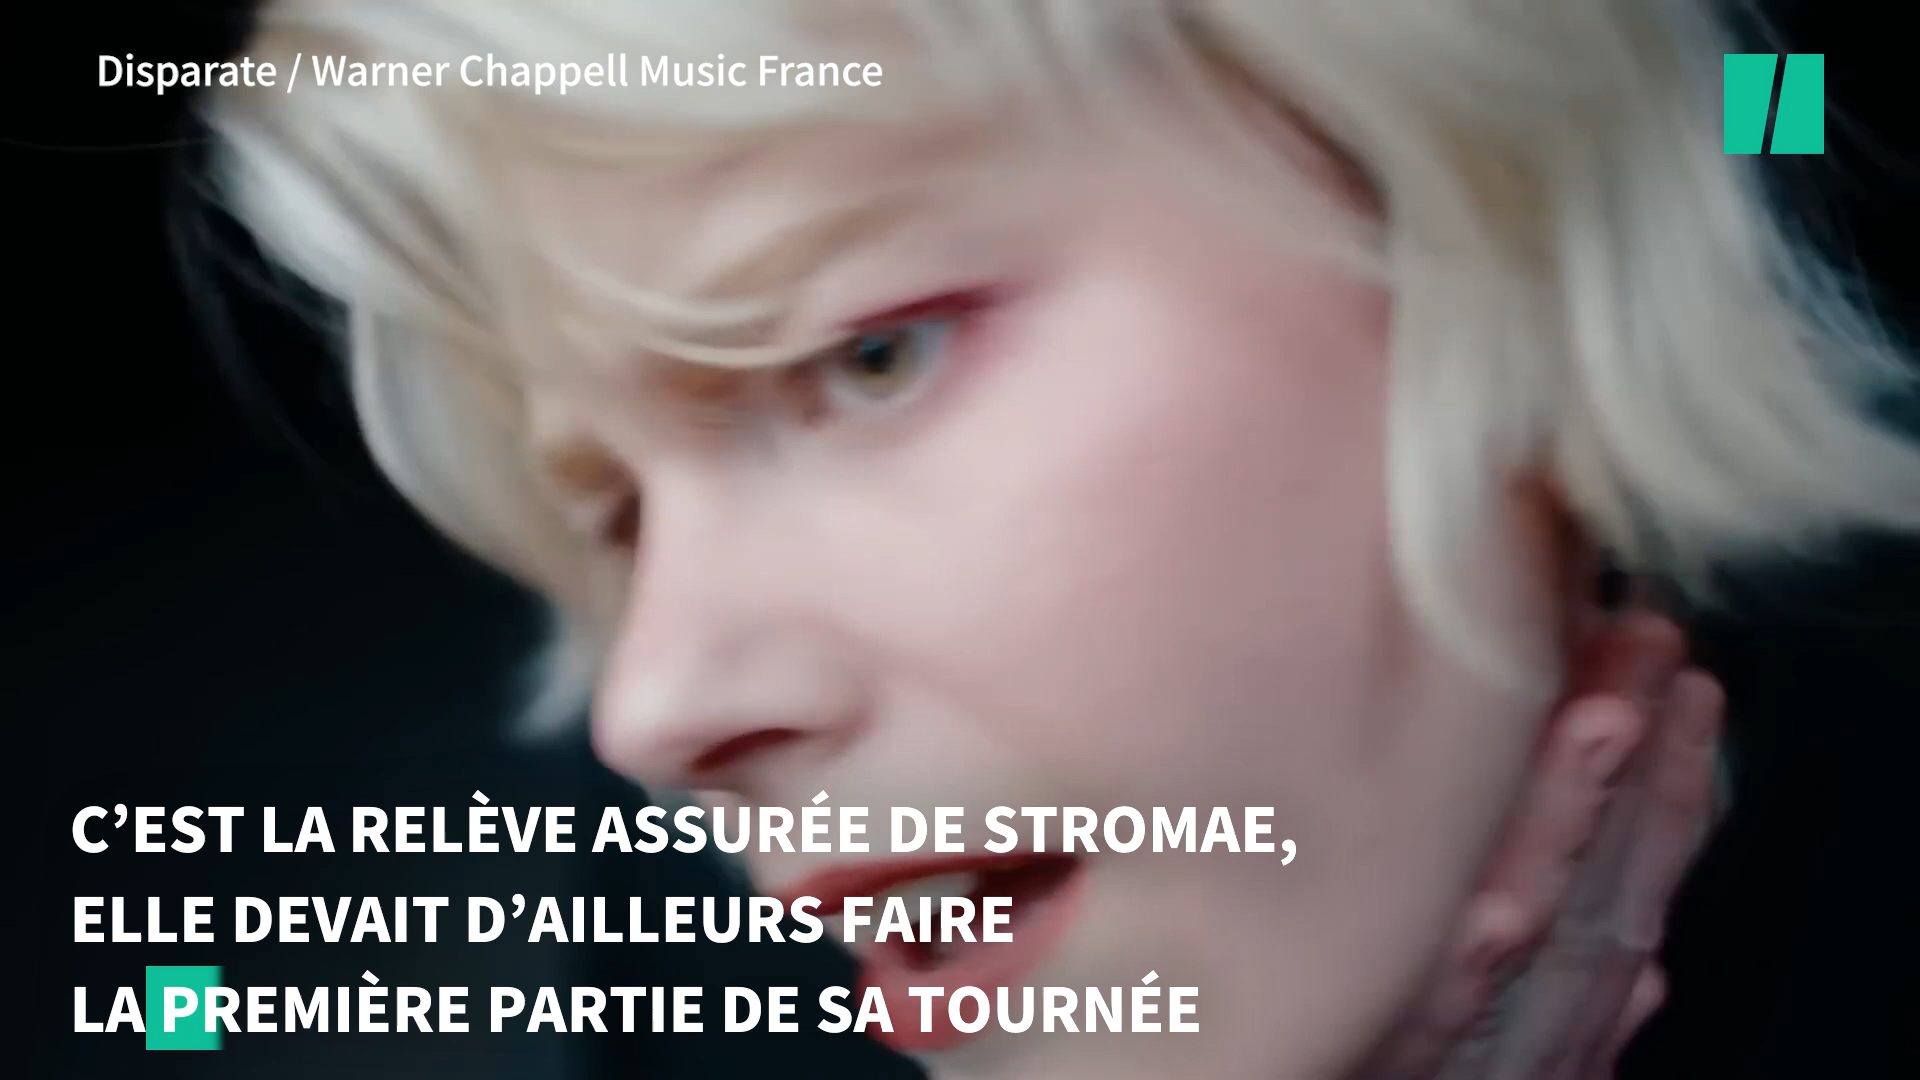 Disparate / Warner Chappell Music France
C’EST LA RELÈVE ASSURÉE DE STROMAE,
ELLE DEVAIT D’AILLEURS FAIRE
LA PREMIÈRE PARTIE DE SA TOURNÉE